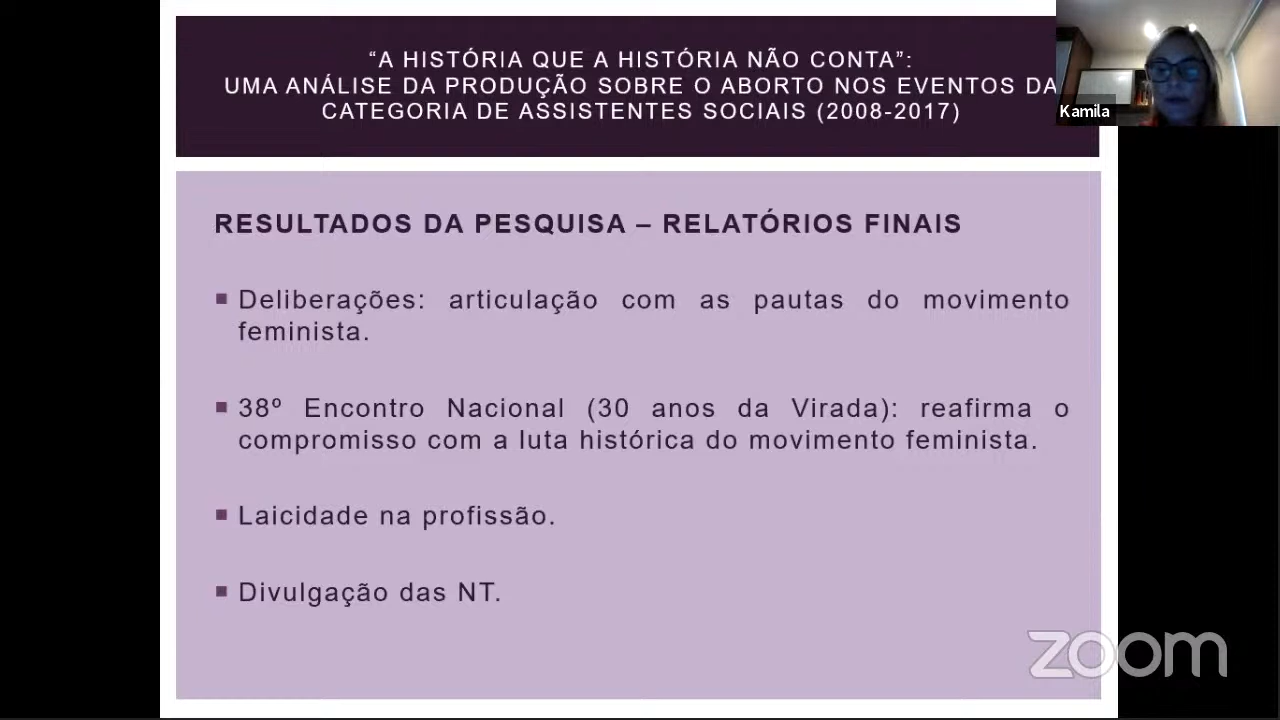 “A HISTÓRIA QUE A HISTÓRIA NÃO CONTA”:
UMA ANÁLISE DA PRODUÇÃO SOBRE O ABORTO NOS EVENTOS DA
CATEGORIA DE ASSISTENTES SOCIAIS (2008-2017)
Kamila
RESULTADOS DA PESQUISA – RELATÓRIOS FINAIS
▪ Deliberações: articulação com as pautas do movimento
feminista.
▪ 38º Encontro Nacional (30 anos da Virada): reafirma o
compromisso com a luta histórica do movimento feminista.
▪ Laicidade na profissão.
▪ Divulgação das NT.
zoom